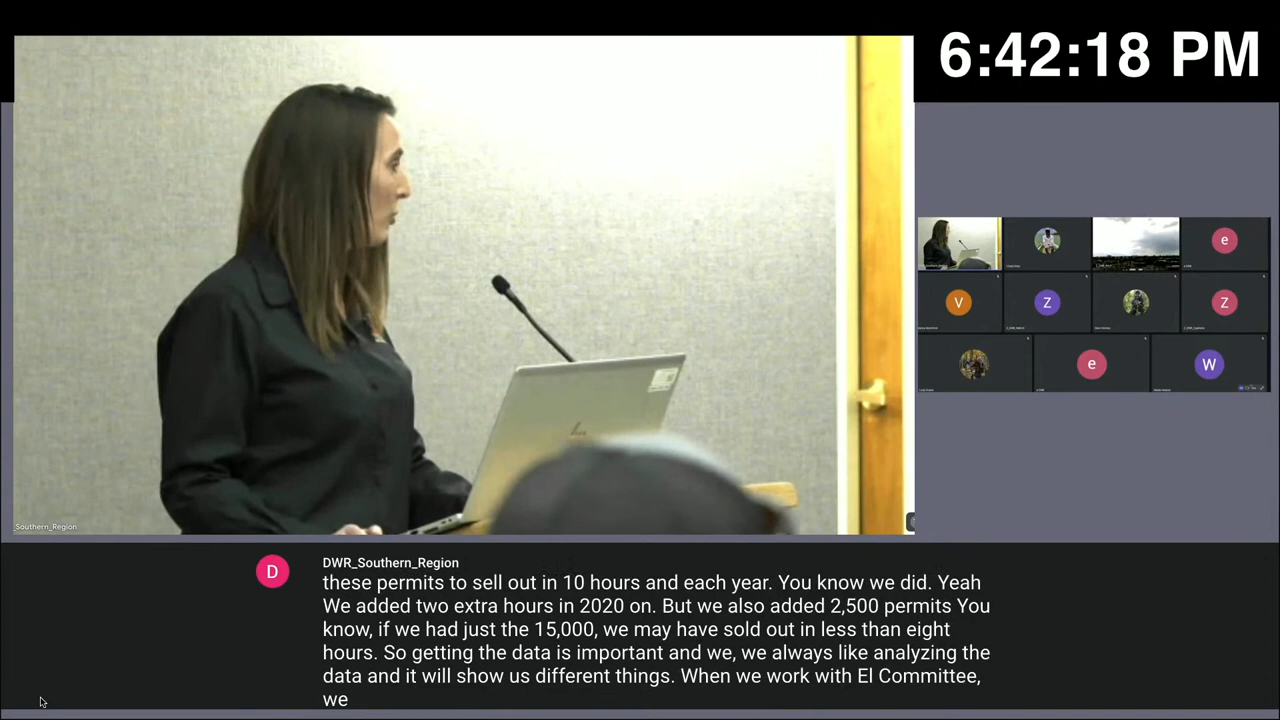 6:42:18 PM
Southern_Region
e
V
Z
Z
e
W
D
DWR_Southern_Region
these permits to sell out in 10 hours and each year. You know we did. Yeah
We added two extra hours in 2020 on. But we also added 2,500 permits You
know, if we had just the 15,000, we may have sold out in less than eight
hours. So getting the data is important and we, we always like analyzing the
data and it will show us different things. When we work with El Committee,
we